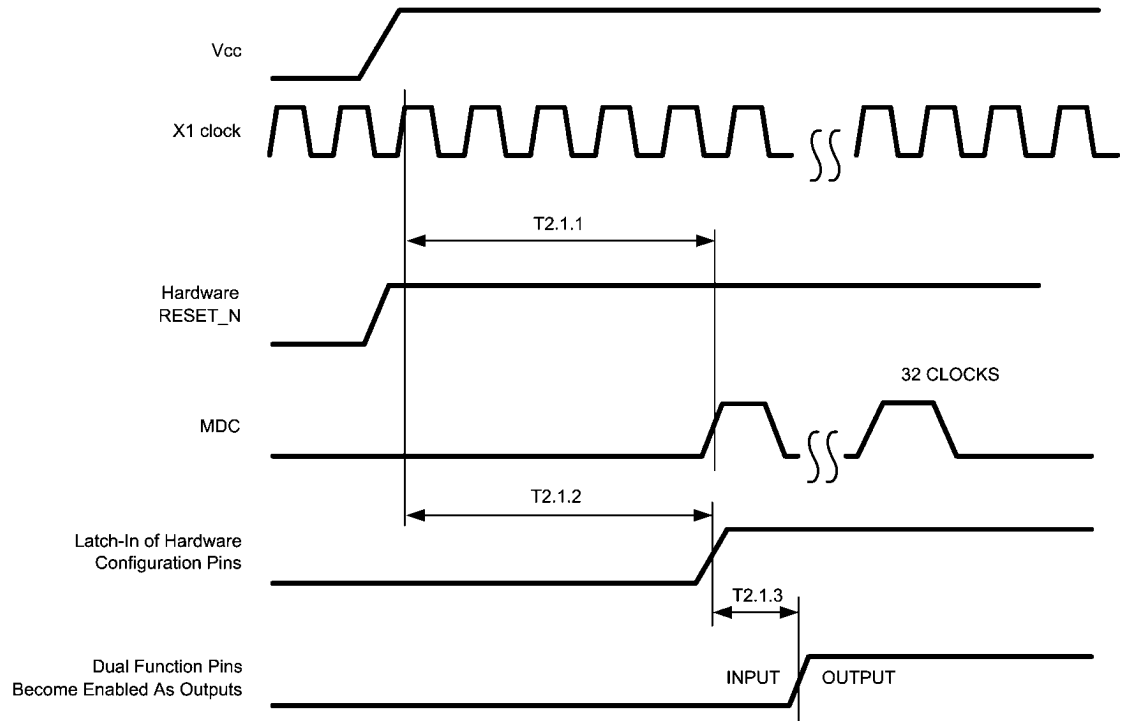 Vcc
X1 clock
T2.1.1
Hardware
RESET_N
32 CLOCKS
MDC
T2.1.2
Latch-In of Hardware
Configuration Pins
T2.1.3
Dual Function Pins
Become Enabled As Outputs
INPUT
OUTPUT